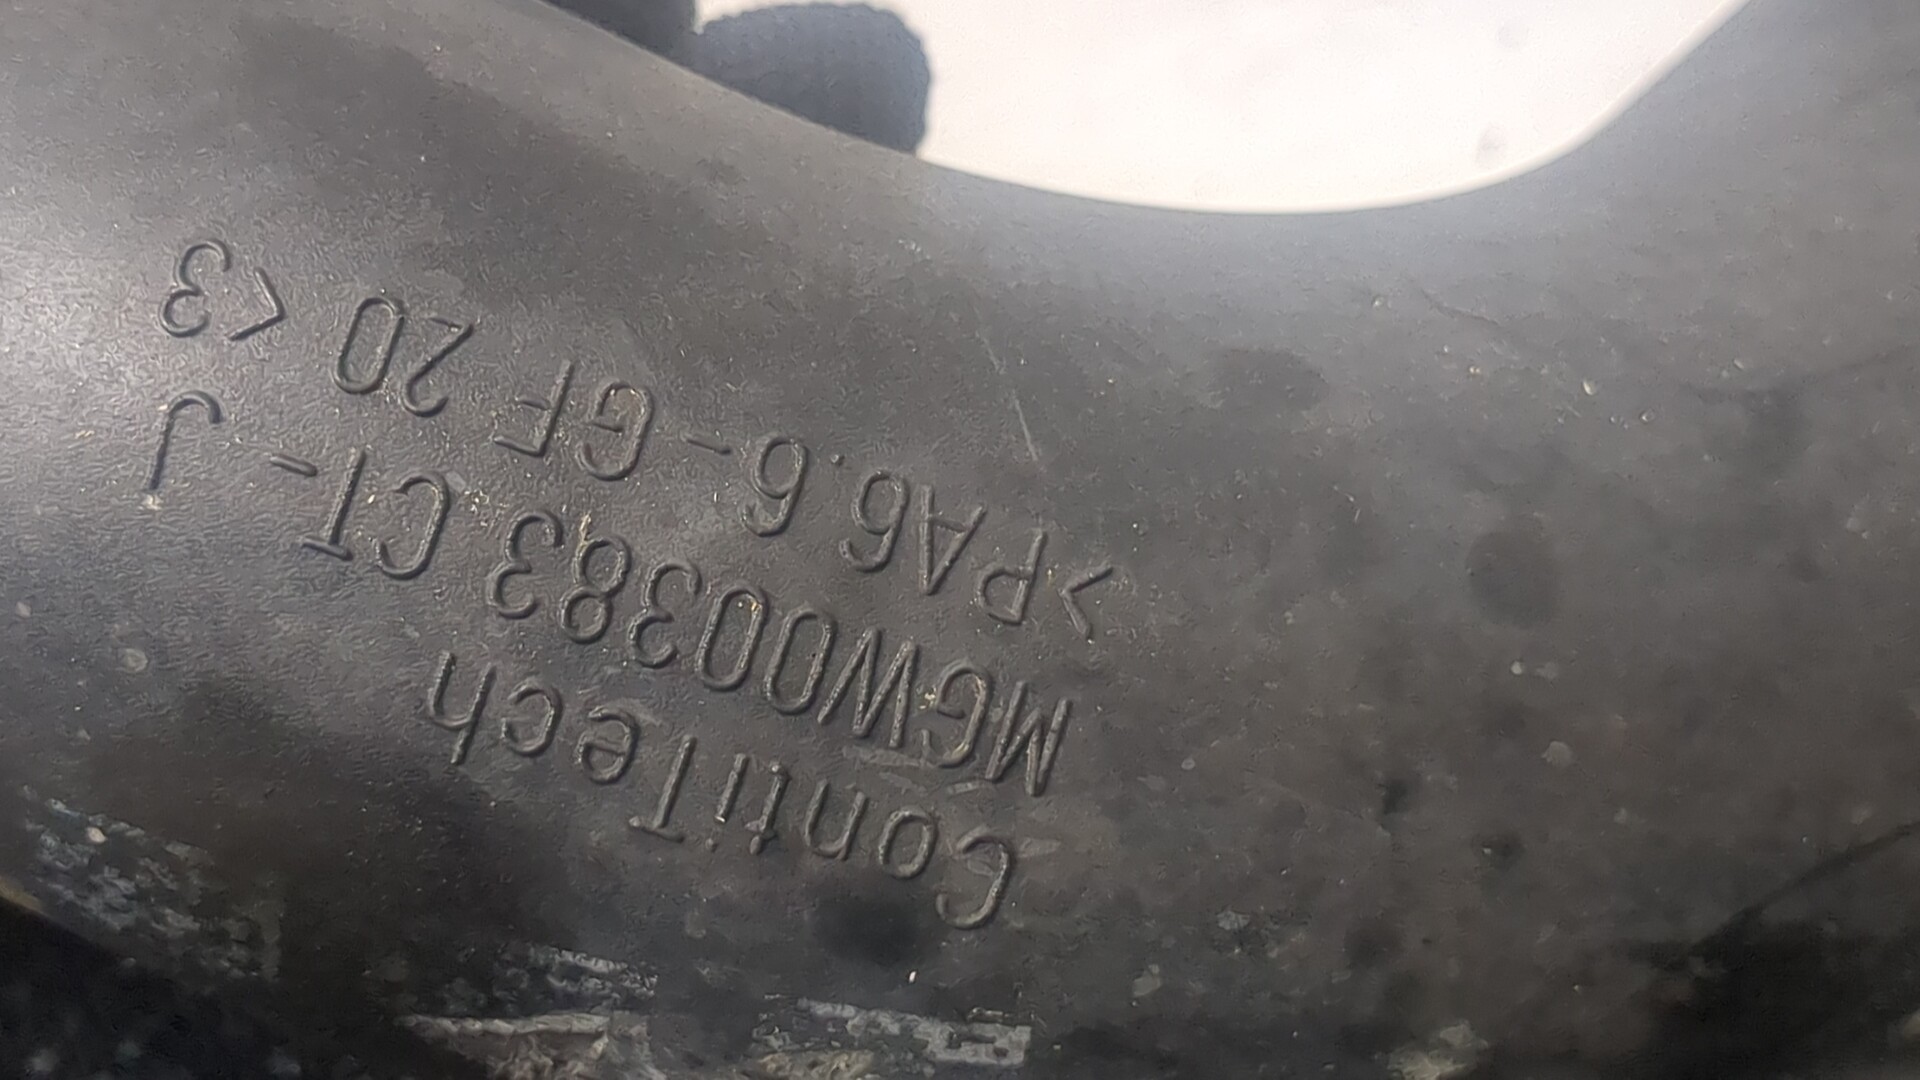 ContiTech
MGW00383 CT-J
>PA6.6-GF 20 <3